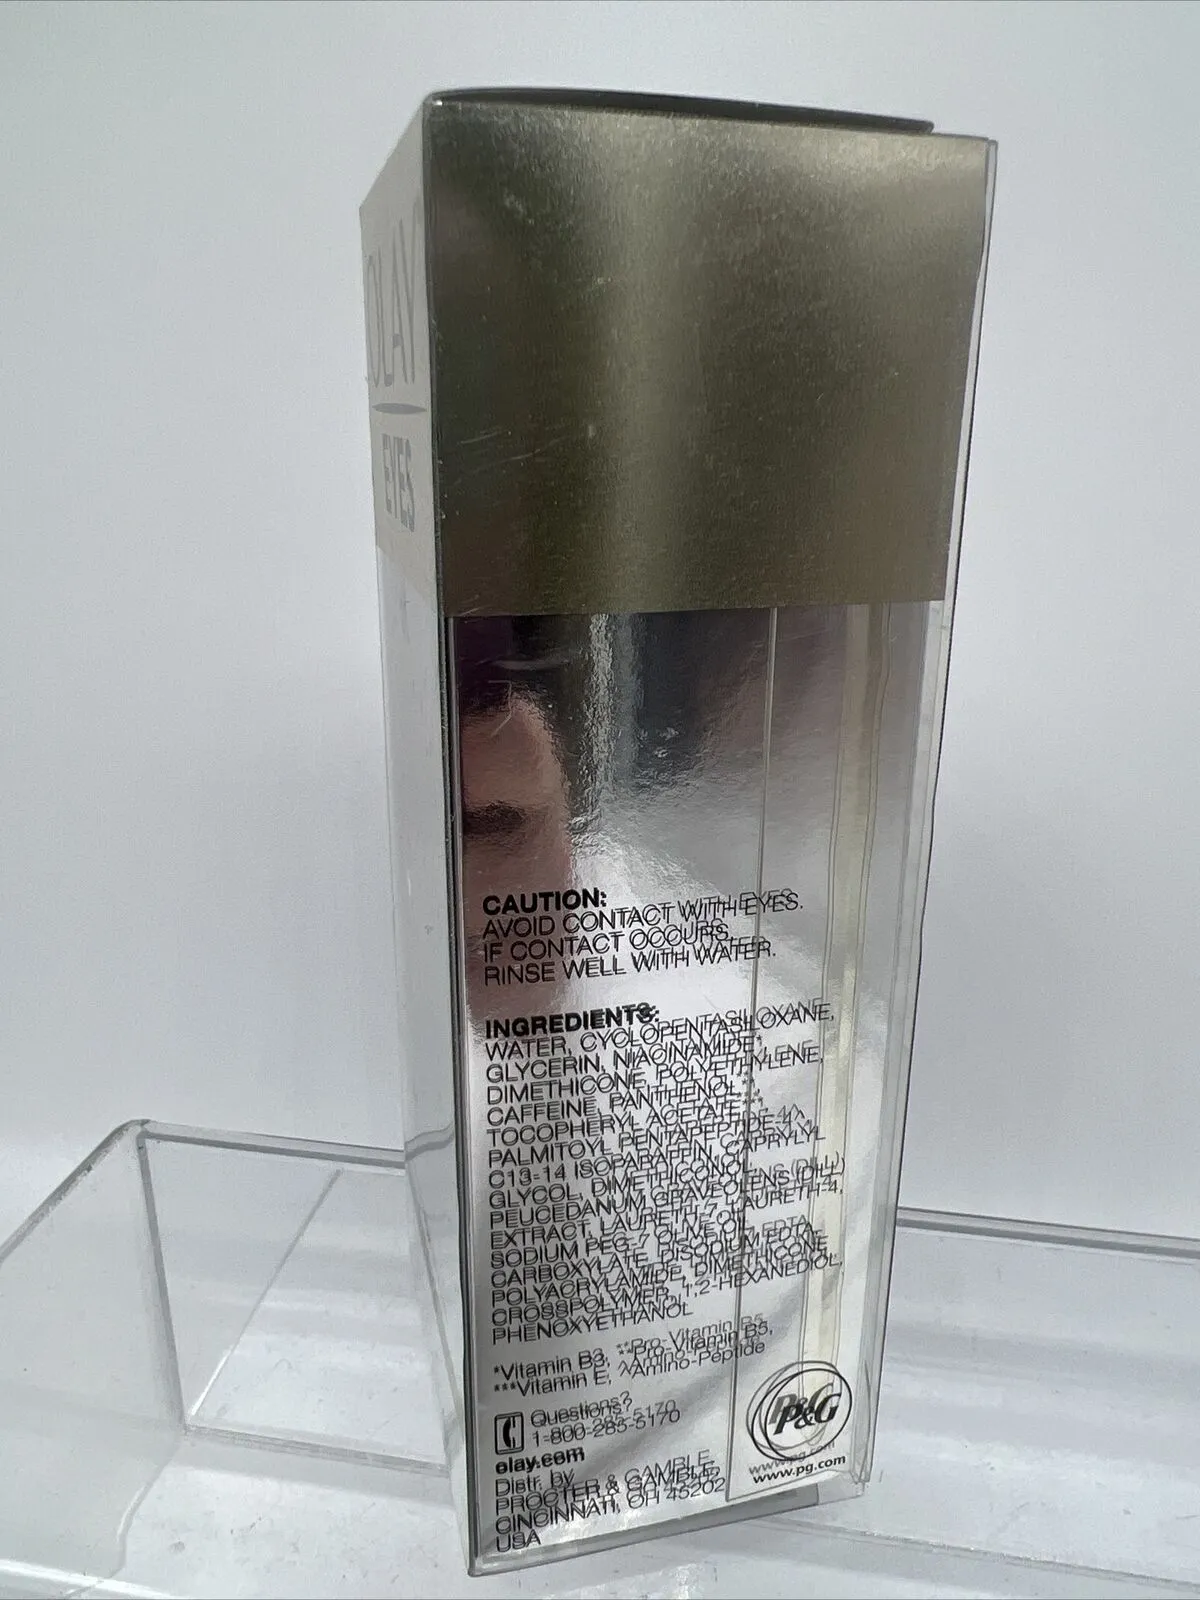 OLAY
EYES
CAUTION:
AVOID CONTACT WITH EYES.
IF CONTACT OCCURS,
RINSE WELL WITH WATER.
INGREDIENTS:
WATER, CYCLOPENTASILOXANE,
GLYCERIN, NIACINAMIDE*,
DIMETHICONE, POLYETHYLENE,
CAFFEINE, PANTHENOL**,
TOCOPHERYL ACETATE***,
PALMITOYL PENTAPEPTIDE-4^,
C13-14 ISOPARAFFIN, CAPRYLYL
GLYCOL, DIMETHICONOL,
PEUCEDANUM GRAVEOLENS (DILL)
EXTRACT, LAURETH-7, LAURETH-4,
SODIUM PEG-7 OLIVE OIL
CARBOXYLATE, DISODIUM EDTA,
POLYACRYLAMIDE, DIMETHICONE
CROSSPOLYMER, 1,2-HEXANEDIOL,
PHENOXYETHANOL
*Vitamin B3, **Pro-Vitamin B5,
***Vitamin E, ^Amino-Peptide
Questions?
1-800-285-5170
olay.com
Distr. by
PROCTER & GAMBLE,
CINCINNATI, OH 45202
USA
P&G
www.pg.com